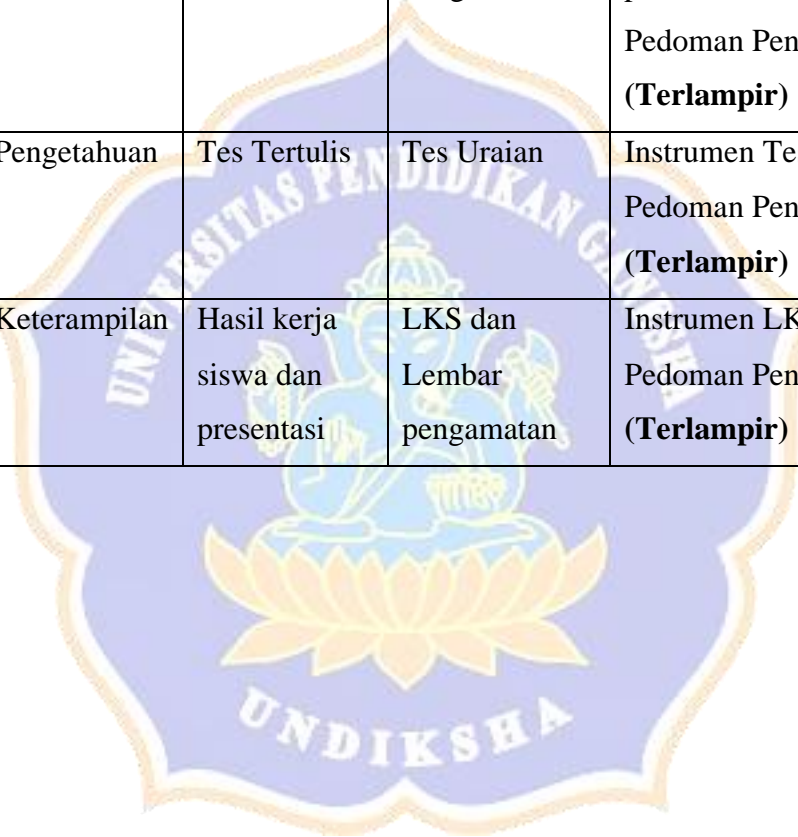 Pedoman Pen
(Terlampir)
Pengetahuan Tes Tertulis Tes Uraian Instrumen Te
Pedoman Pen
(Terlampir)
Keterampilan Hasil kerja LKS dan Instrumen LK
siswa dan Lembar Pedoman Pen
presentasi pengamatan (Terlampir)
UNIVERSITAS PENDIDIKAN GANESHA
UNDIKSHA